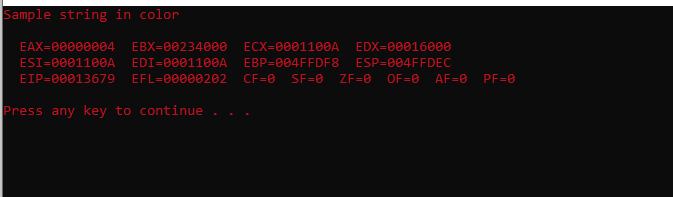 Sample string in color
EAX=00000004 EBX=00234000 ECX=0001100A EDX=00016000
ESI=0001100A EDI=0001100A EBP=004FFDF8 ESP=004FFDEC
EIP=00013679 EFL=00000202 CF=0 SF=0 ZF=0 OF=0 AF=0 PF=0
Press any key to continue . . .